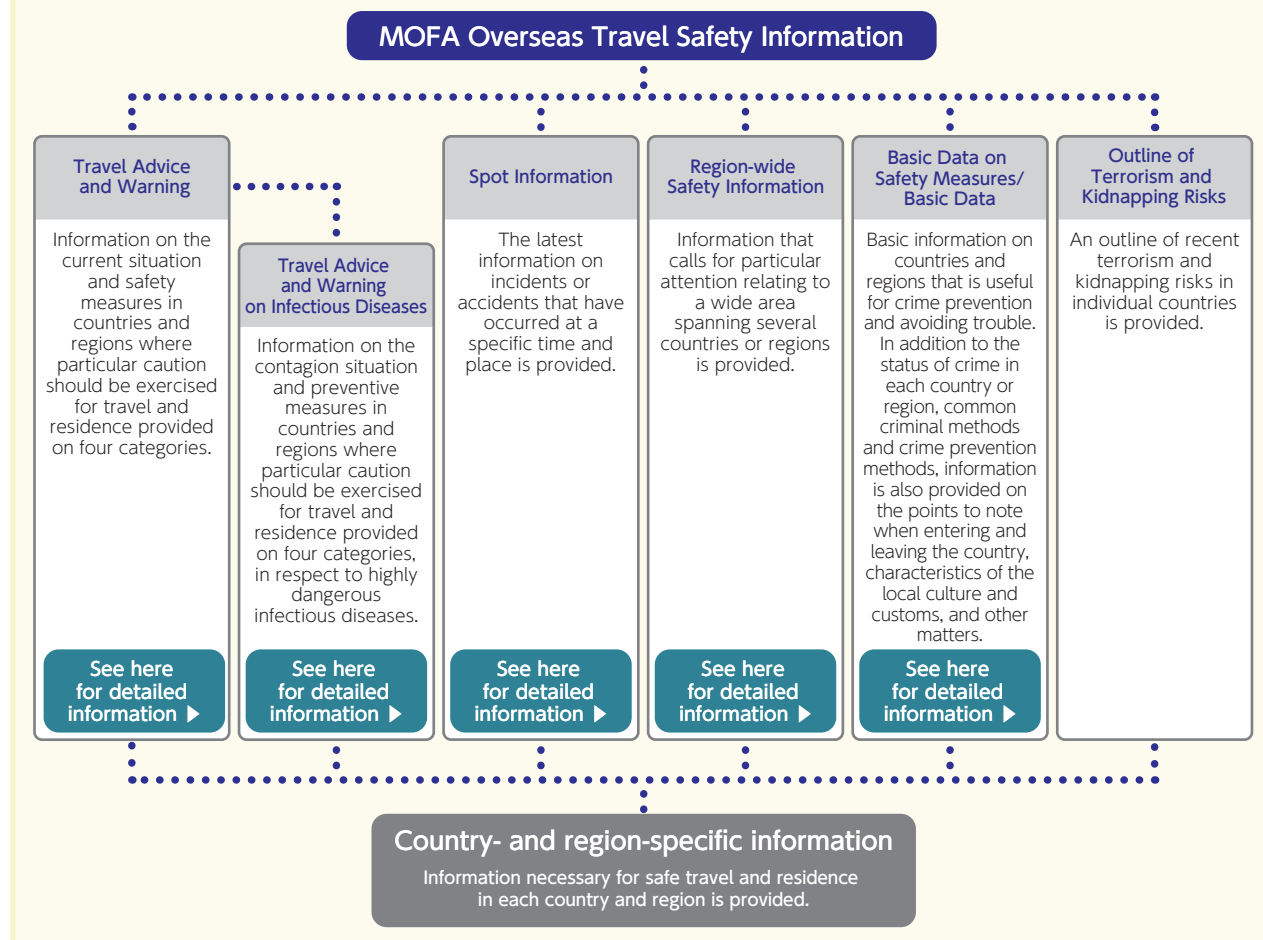 MOFA Overseas Travel Safety Information
Travel Advice
and Warning
Information on the
current situation
and safety
measures in
countries and
regions where
particular caution
should be exercised
for travel and
residence provided
on four categories.
See here
for detailed
information ▶
Travel Advice
and Warning
on Infectious Diseases
Information on the
contagion situation
and preventive
measures in
countries and
regions where
particular caution
should be exercised
for travel and
residence provided
on four categories,
in respect to highly
dangerous
infectious diseases.
See here
for detailed
information ▶
Spot Information
The latest
information on
incidents or
accidents that have
occurred at a
specific time and
place is provided.
See here
for detailed
information ▶
Region-wide
Safety Information
Information that
calls for particular
attention relating to
a wide area
spanning several
countries or regions
is provided.
See here
for detailed
information ▶
Basic Data on
Safety Measures/
Basic Data
Basic information on
countries and
regions that is useful
for crime prevention
and avoiding trouble.
In addition to the
status of crime in
each country or
region, common
criminal methods
and crime prevention
methods, information
is also provided on
the points to note
when entering and
leaving the country,
characteristics of the
local culture and
customs, and other
matters.
See here
for detailed
information ▶
Outline of
Terrorism and
Kidnapping Risks
An outline of recent
terrorism and
kidnapping risks in
individual countries
is provided.
Country- and region-specific information
Information necessary for safe travel and residence
in each country and region is provided.